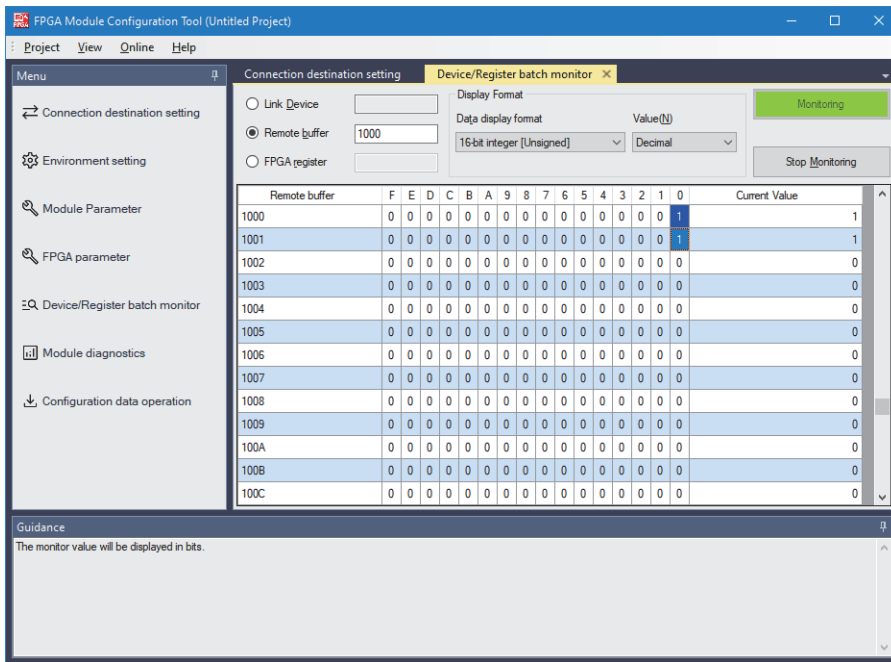 FPGA Module Configuration Tool (Untitled Project)
Project View Online Help
Menu
Connection destination setting
Environment setting
Module Parameter
FPGA parameter
Device/Register batch monitor
Module diagnostics
Configuration data operation
Connection destination setting Device/Register batch monitor
Link Device
Remote buffer 1000
FPGA register
Display Format
Data display format Value(N)
16-bit integer [Unsigned] Decimal
Monitoring
Stop Monitoring
Remote buffer F E D C B A 9 8 7 6 5 4 3 2 1 0 Current Value
1000 0 0 0 0 0 0 0 0 0 0 0 0 0 0 0 1 1
1001 0 0 0 0 0 0 0 0 0 0 0 0 0 0 0 1 1
1002 0 0 0 0 0 0 0 0 0 0 0 0 0 0 0 0 0
1003 0 0 0 0 0 0 0 0 0 0 0 0 0 0 0 0 0
1004 0 0 0 0 0 0 0 0 0 0 0 0 0 0 0 0 0
1005 0 0 0 0 0 0 0 0 0 0 0 0 0 0 0 0 0
1006 0 0 0 0 0 0 0 0 0 0 0 0 0 0 0 0 0
1007 0 0 0 0 0 0 0 0 0 0 0 0 0 0 0 0 0
1008 0 0 0 0 0 0 0 0 0 0 0 0 0 0 0 0 0
1009 0 0 0 0 0 0 0 0 0 0 0 0 0 0 0 0 0
100A 0 0 0 0 0 0 0 0 0 0 0 0 0 0 0 0 0
100B 0 0 0 0 0 0 0 0 0 0 0 0 0 0 0 0 0
100C 0 0 0 0 0 0 0 0 0 0 0 0 0 0 0 0 0
Guidance
The monitor value will be displayed in bits.